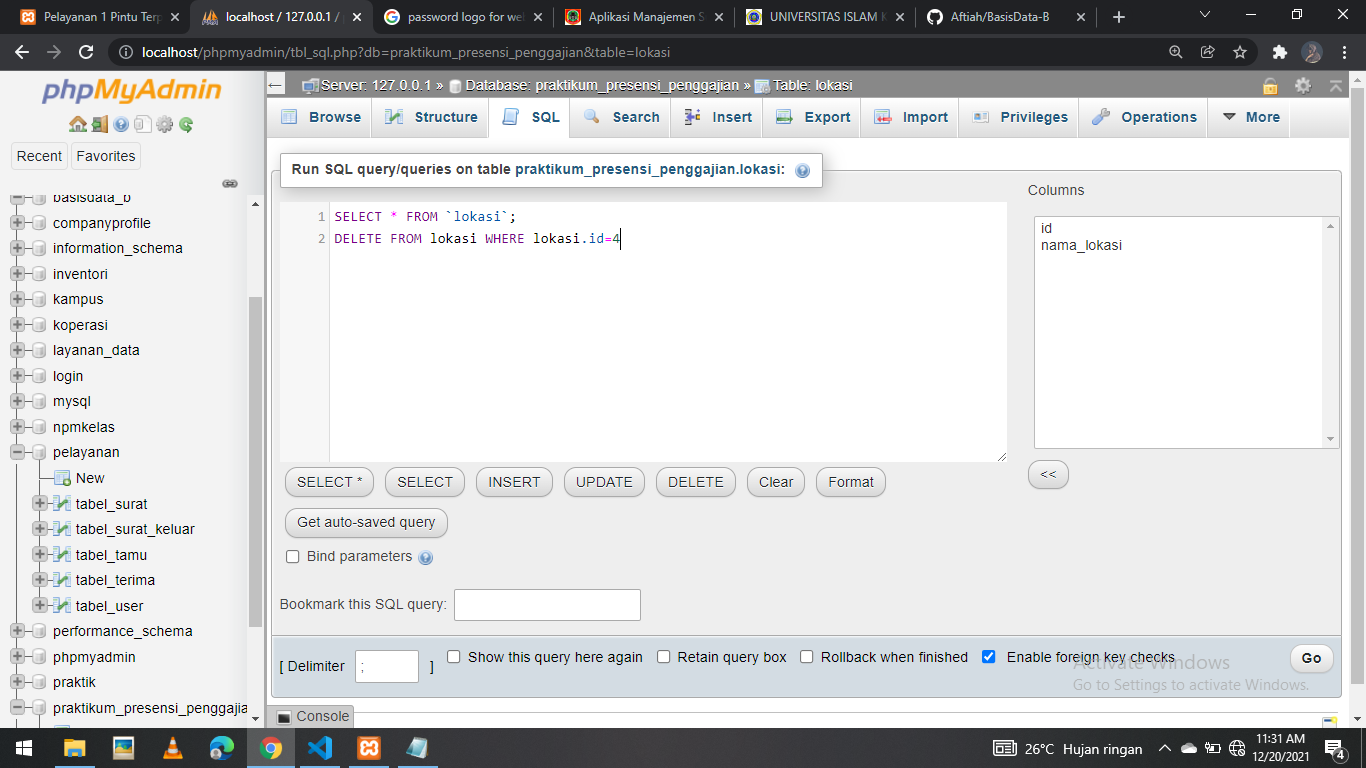 Pelayanan 1 Pintu Ter
localhost / 127.0.0.1 /
password logo for we
Aplikasi Manajemen S
UNIVERSITAS ISLAM K
Aftiah/BasisData-B
localhost/phpmyadmin/tbl_sql.php?db=praktikum_presensi_penggajian&table=lokasi
phpMyAdmin
Recent
Favorites
basisdata_b
companyprofile
information_schema
inventori
kampus
koperasi
layanan_data
login
mysql
npmkelas
pelayanan
New
tabel_surat
tabel_surat_keluar
tabel_tamu
tabel_terima
tabel_user
performance_schema
phpmyadmin
praktik
praktikum_presensi_penggajia
Server: 127.0.0.1 » Database: praktikum_presensi_penggajian » Table: lokasi
Browse
Structure
SQL
Search
Insert
Export
Import
Privileges
Operations
More
Run SQL query/queries on table praktikum_presensi_penggajian.lokasi:
1 SELECT * FROM `lokasi`;
2 DELETE FROM lokasi WHERE lokasi.id=4
Columns
id
nama_lokasi
<<
SELECT *
SELECT
INSERT
UPDATE
DELETE
Clear
Format
Get auto-saved query
Bind parameters
Bookmark this SQL query:
[ Delimiter ; ]
Show this query here again
Retain query box
Rollback when finished
Enable foreign key checks
Go
Activate Windows
Go to Settings to activate Windows.
Console
26°C Hujan ringan
11:31 AM
12/20/2021
4